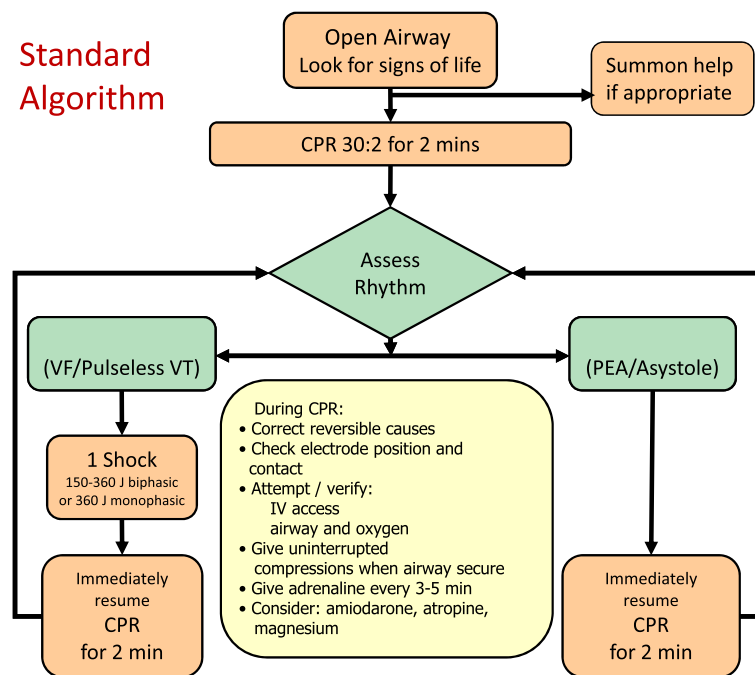 Standard
Algorithm
Open Airway
Look for signs of life
Summon help
if appropriate
CPR 30:2 for 2 mins
Assess
Rhythm
(VF/Pulseless VT)
(PEA/Asystole)
1 Shock
150-360 J biphasic
or 360 J monophasic
Immediately
resume
CPR
for 2 min
During CPR:
• Correct reversible causes
• Check electrode position and
contact
• Attempt / verify:
IV access
airway and oxygen
• Give uninterrupted
compressions when airway secure
• Give adrenaline every 3-5 min
• Consider: amiodarone, atropine,
magnesium
Immediately
resume
CPR
for 2 min